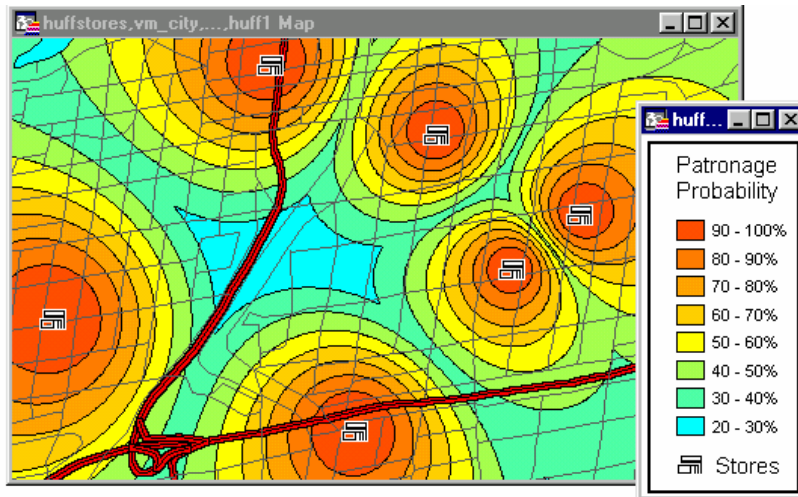 huffstores,vm_city,...,huff1 Map
huff...
Patronage
Probability
90 - 100%
80 - 90%
70 - 80%
60 - 70%
50 - 60%
40 - 50%
30 - 40%
20 - 30%
Stores